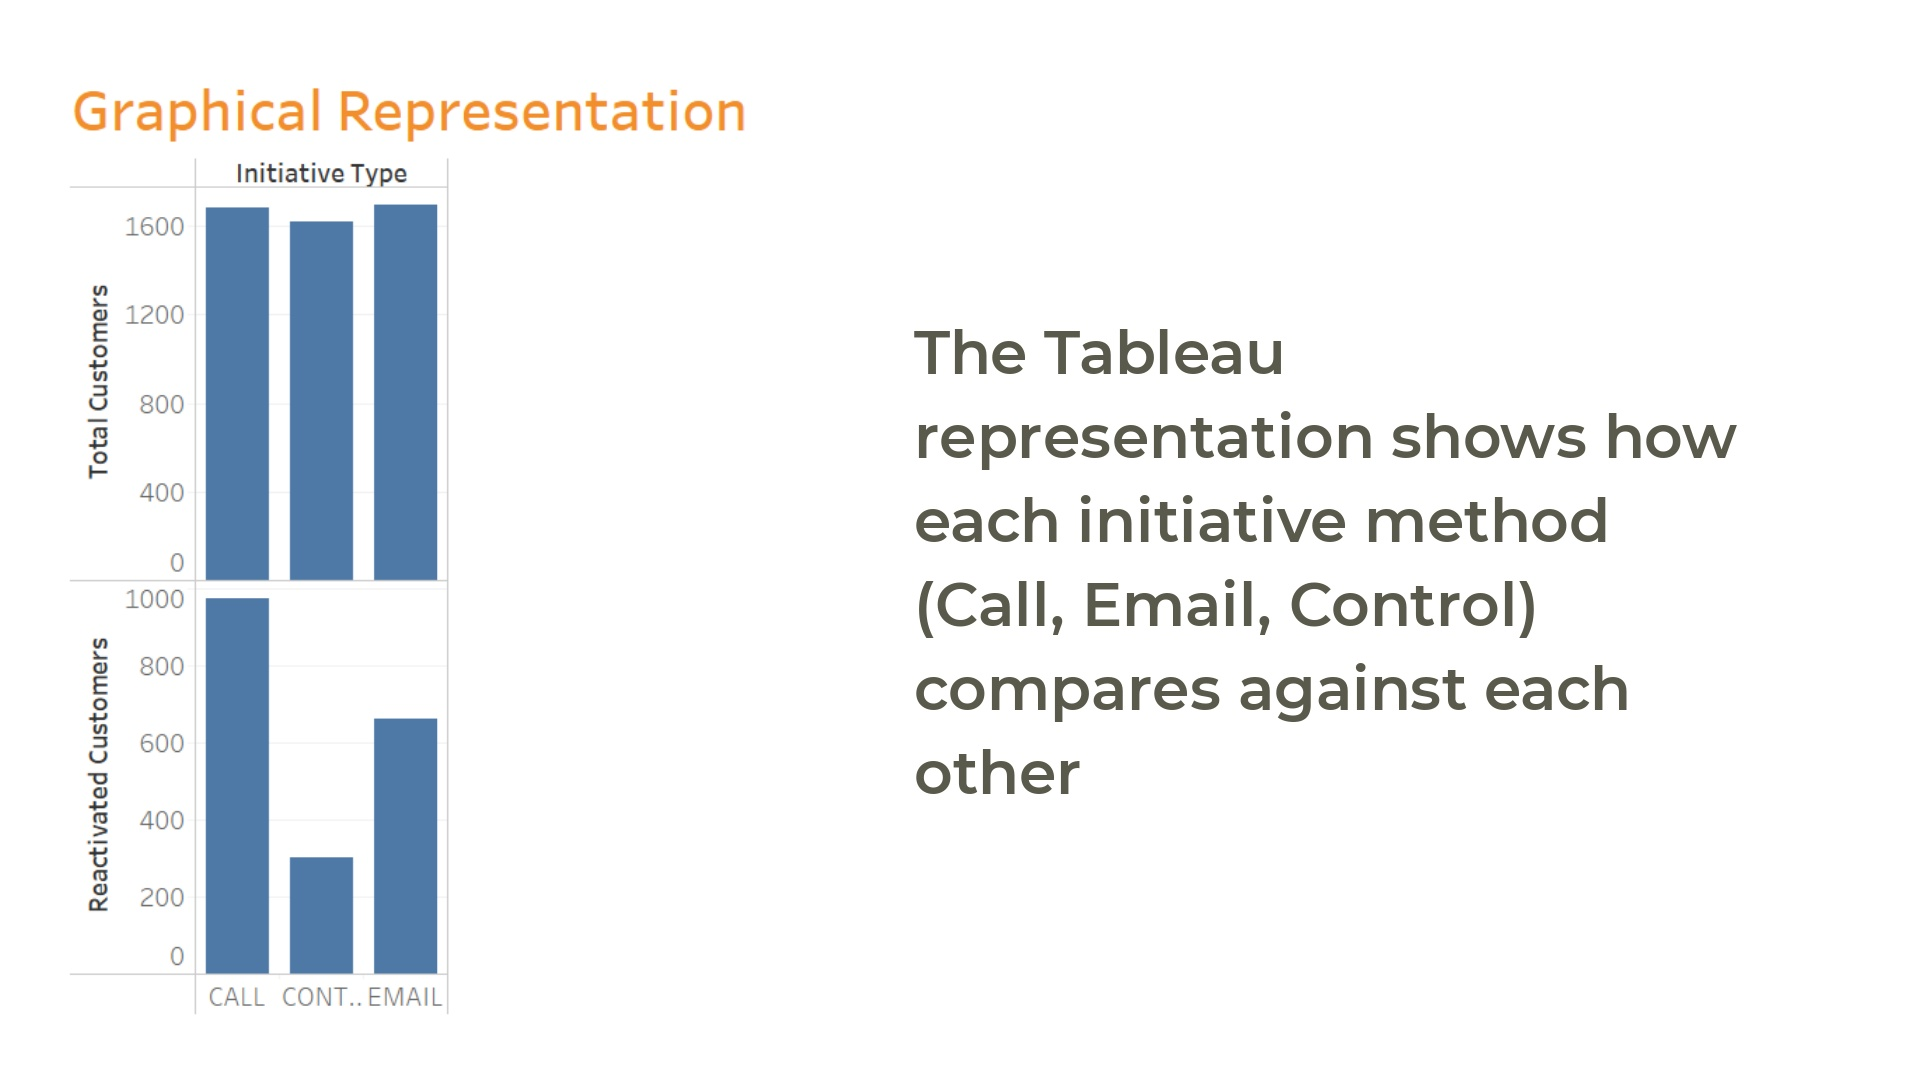 Graphical Representation
Initiative Type
Total Customers
1600
1200
800
400
0
Reactivated Customers
1000
800
600
400
200
0
CALL CONT.. EMAIL
The Tableau
representation shows how
each initiative method
(Call, Email, Control)
compares against each
other